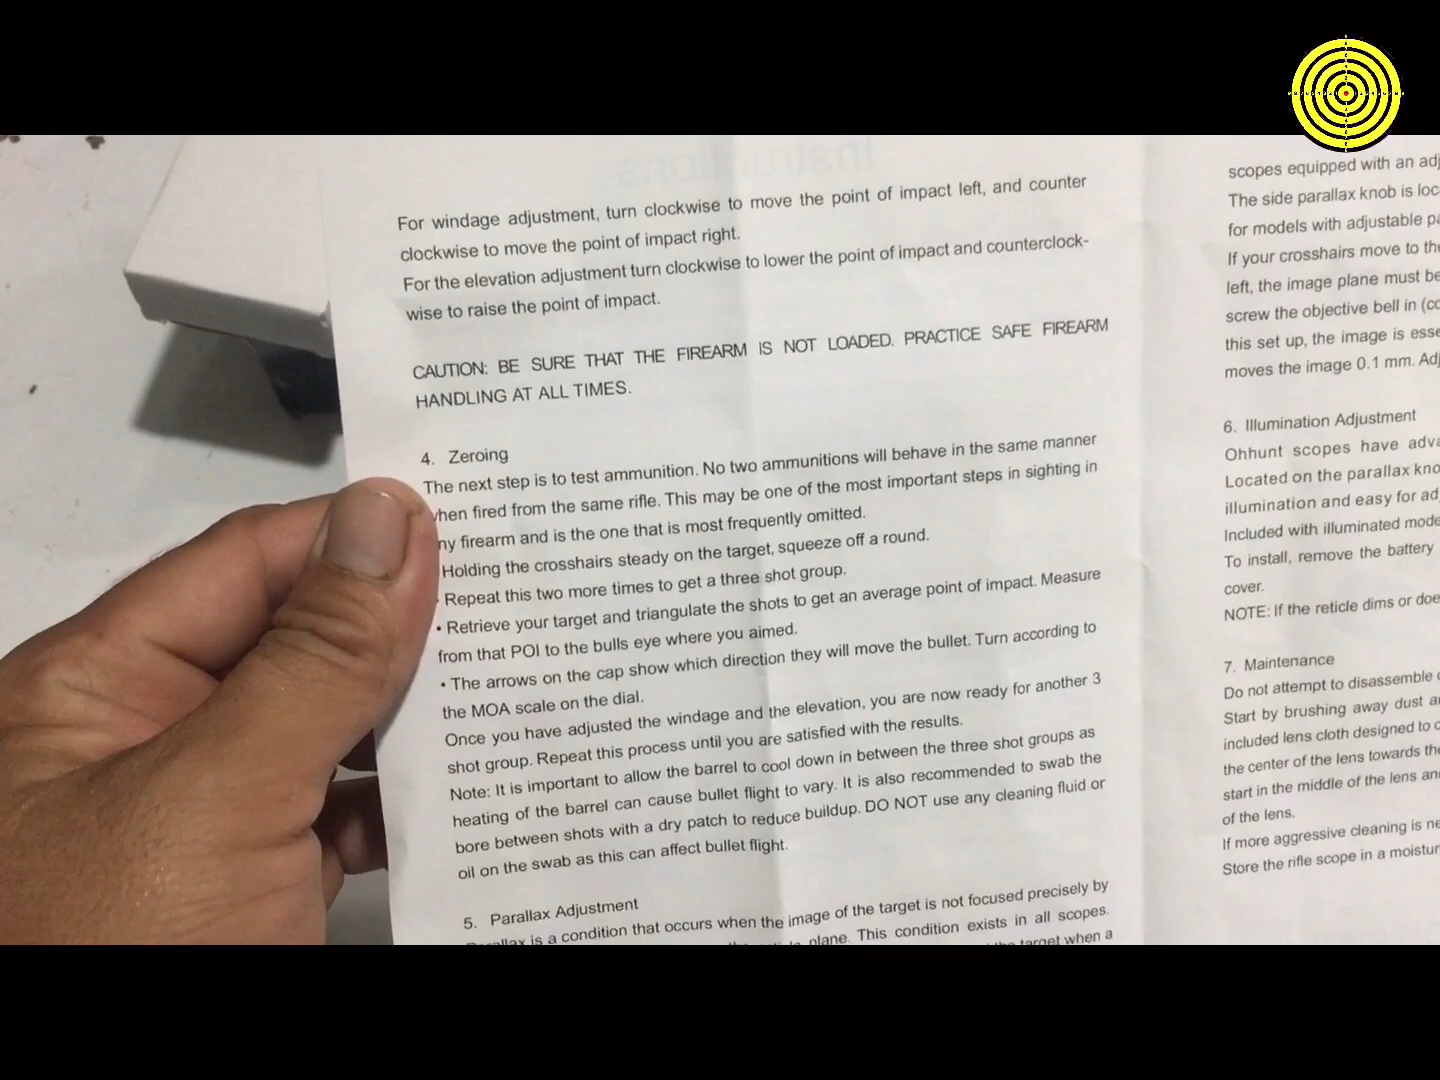 Instructions
For windage adjustment, turn clockwise to move the point of impact left, and counter
clockwise to move the point of impact right.
For the elevation adjustment turn clockwise to lower the point of impact and counterclock-
wise to raise the point of impact.
CAUTION: BE SURE THAT THE FIREARM IS NOT LOADED. PRACTICE SAFE FIREARM
HANDLING AT ALL TIMES.
4. Zeroing
The next step is to test ammunition. No two ammunitions will behave in the same manner
hen fired from the same rifle. This may be one of the most important steps in sighting in
ny firearm and is the one that is most frequently omitted.
Holding the crosshairs steady on the target, squeeze off a round.
• Repeat this two more times to get a three shot group.
• Retrieve your target and triangulate the shots to get an average point of impact. Measure
from that POI to the bulls eye where you aimed.
• The arrows on the cap show which direction they will move the bullet. Turn according to
the MOA scale on the dial.
Once you have adjusted the windage and the elevation, you are now ready for another 3
shot group. Repeat this process until you are satisfied with the results.
Note: It is important to allow the barrel to cool down in between the three shot groups as
heating of the barrel can cause bullet flight to vary. It is also recommended to swab the
bore between shots with a dry patch to reduce buildup. DO NOT use any cleaning fluid or
oil on the swab as this can affect bullet flight.
5. Parallax Adjustment
is a condition that occurs when the image of the target is not focused precisely by
plane. This condition exists in all scopes.
target when a
scopes equipped with an adj
The side parallax knob is loc
for models with adjustable pa
If your crosshairs move to the
left, the image plane must be
screw the objective bell in (cc
this set up, the image is esse
moves the image 0.1 mm. Adj
6. Illumination Adjustment
Ohhunt scopes have adva
Located on the parallax kno
illumination and easy for ad
Included with illuminated mode
To install, remove the battery
cover.
NOTE: If the reticle dims or doe
7. Maintenance
Do not attempt to disassemble
Start by brushing away dust a
included lens cloth designed to
the center of the lens towards the
start in the middle of the lens an
of the lens.
If more aggressive cleaning is ne
Store the rifle scope in a moistur